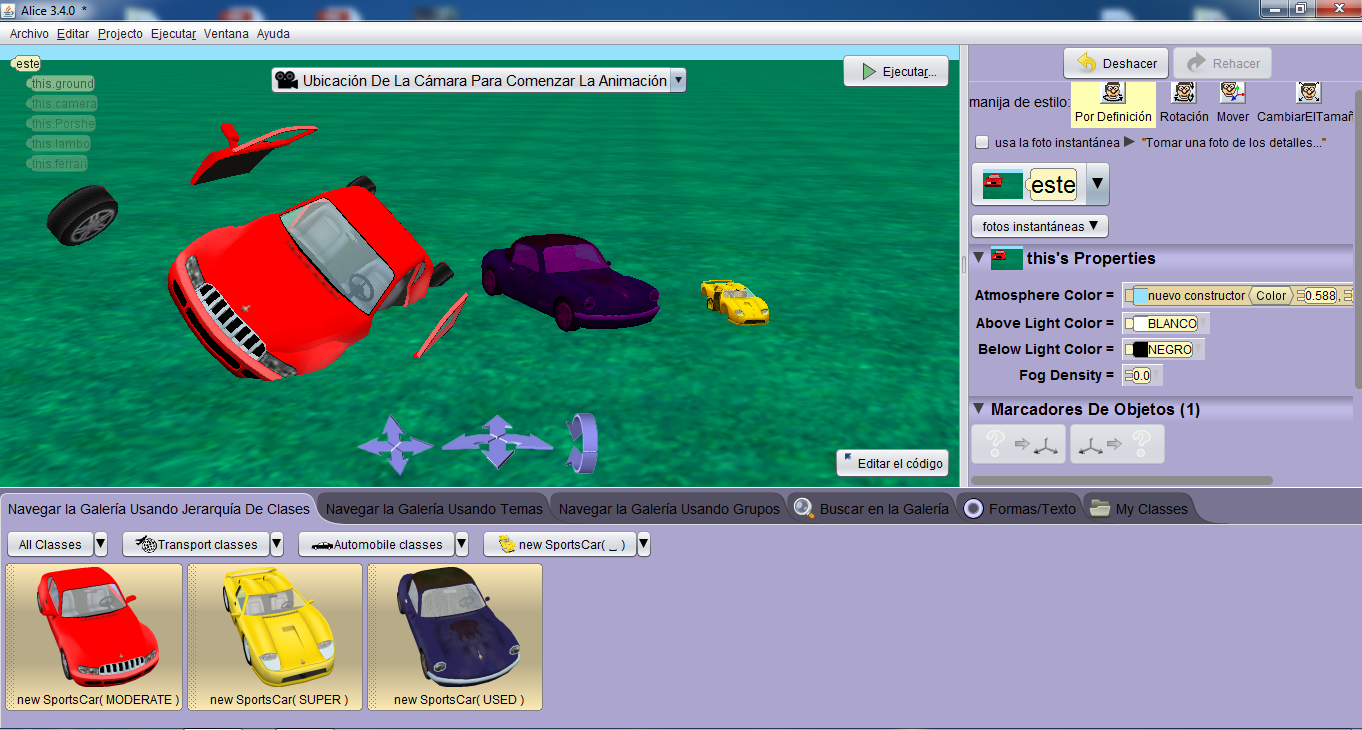 Alice 3.4.0 *
Archivo Editar Proyecto Ejecutar Ventana Ayuda
este
this.ground
this.camera
this.Porshe
this.lambo
this.ferrari
Ubicación De La Cámara Para Comenzar La Animación
Ejecutar...
Editar el código
Deshacer Rehacer
manija de estilo:
Por Definición Rotación Mover CambiarElTamañ
usa la foto instantánea "Tomar una foto de los detalles..."
este
fotos instantáneas
this's Properties
Atmosphere Color = nuevo constructor Color 0.588,
Above Light Color = BLANCO
Below Light Color = NEGRO
Fog Density = 0.0
Marcadores De Objetos (1)
? ?
Navegar la Galería Usando Jerarquía De Clases Navegar la Galería Usando Temas Navegar la Galería Usando Grupos Buscar en la Galería Formas/Texto My Classes
All Classes Transport classes Automobile classes new SportsCar( _ )
new SportsCar( MODERATE ) new SportsCar( SUPER ) new SportsCar( USED )